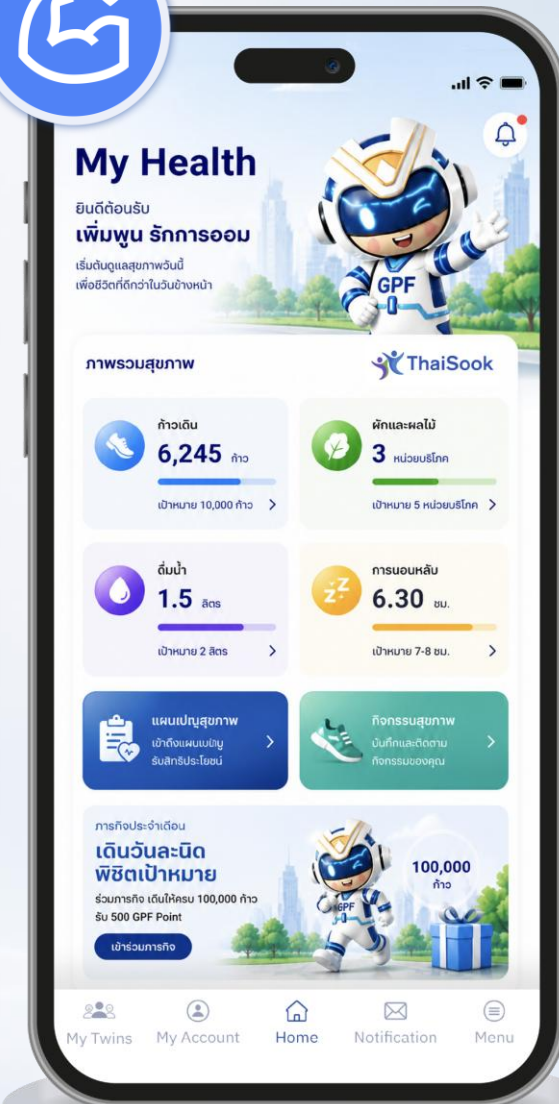 My Health
ยินดีต้อนรับ
เพิ่มพูน รักการออม
เริ่มต้นดูแลสุขภาพวันนี้
เพื่อชีวิตที่ดีกว่าในวันข้างหน้า
GPF
ภาพรวมสุขภาพ
ThaiSook
ก้าวเดิน
6,245 ก้าว
เป้าหมาย 10,000 ก้าว
ผักและผลไม้
3 หน่วยบริโภค
เป้าหมาย 5 หน่วยบริโภค
ดื่มน้ำ
1.5 ลิตร
เป้าหมาย 2 ลิตร
การนอนหลับ
6.30 ชม.
เป้าหมาย 7-8 ชม.
แผนเปญสุขภาพ
เข้าถึงแผน
รับสิทธิประโยชน์
กิจกรรมสุขภาพ
บันทึกและติดตาม
กิจกรรมของคุณ
ภารกิจประจำเดือน
เดินวันละนิด
พิชิตเป้าหมาย
ร่วมภารกิจ เดินให้ครบ 100,000 ก้าว
รับ 500 GPF Point
เข้าร่วมภารกิจ
GPF
100,000
ก้าว
My Twins
My Account
Home
Notification
Menu